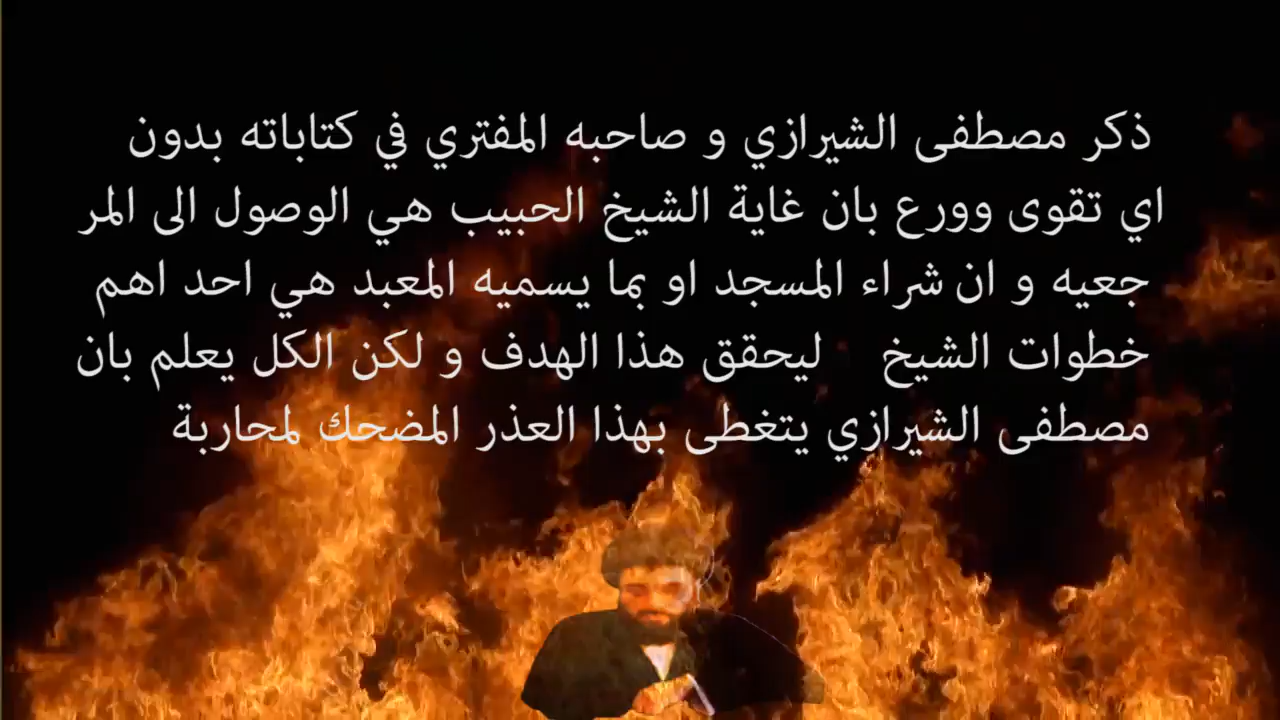 ذكر مصطفى الشيرازي و صاحبه المفتري في كتاباته بدون
اي تقوى وورع بان غاية الشيخ الحبيب هي الوصول الى المر
جعيه و ان شراء المسجد او بما يسميه المعبد هي احد اهم
خطوات الشيخ ليحقق هذا الهدف و لكن الكل يعلم بان
مصطفى الشيرازي يتغطى بهذا العذر المضحك لمحاربة